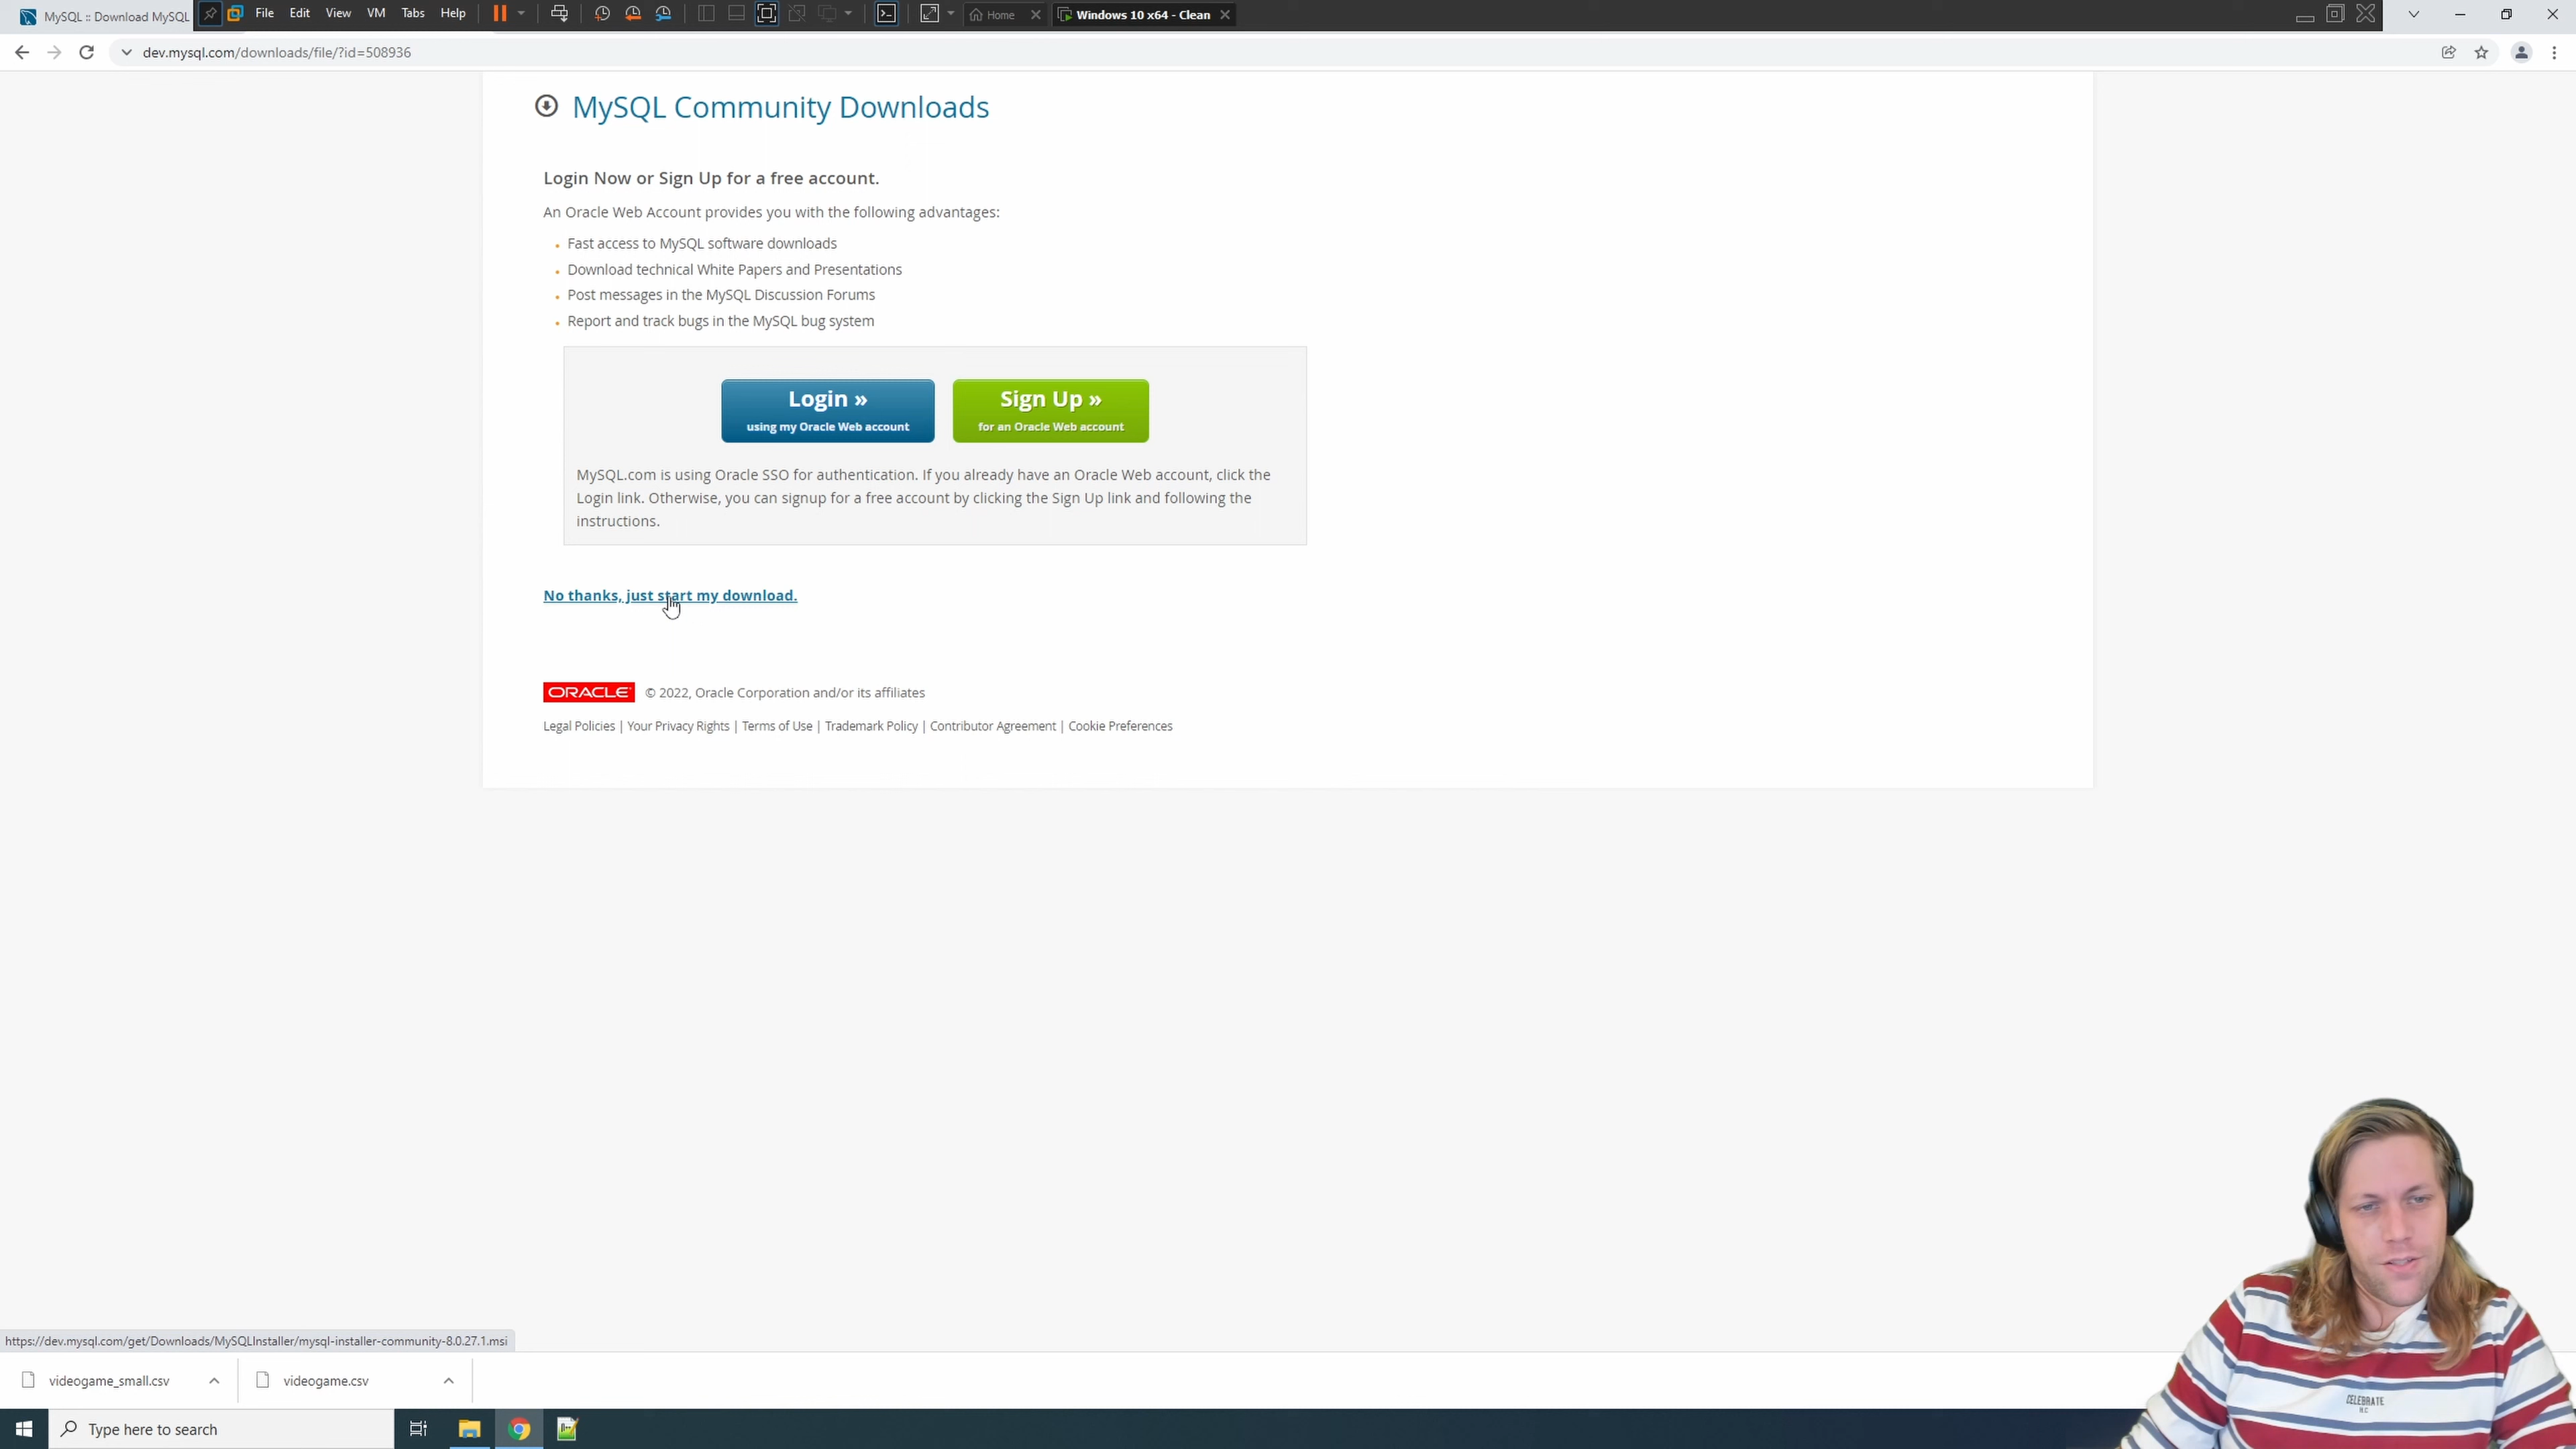 MySQL :: Download MySQL
File Edit View VM Tabs Help
Home
Windows 10 x64 - Clean
dev.mysql.com/downloads/file/?id=508936
MySQL Community Downloads
Login Now or Sign Up for a free account.
An Oracle Web Account provides you with the following advantages:
Fast access to MySQL software downloads
Download technical White Papers and Presentations
Post messages in the MySQL Discussion Forums
Report and track bugs in the MySQL bug system
Login »
using my Oracle Web account
Sign Up »
for an Oracle Web account
MySQL.com is using Oracle SSO for authentication. If you already have an Oracle Web account, click the
Login link. Otherwise, you can signup for a free account by clicking the Sign Up link and following the
instructions.
No thanks, just start my download.
ORACLE © 2022, Oracle Corporation and/or its affiliates
Legal Policies | Your Privacy Rights | Terms of Use | Trademark Policy | Contributor Agreement | Cookie Preferences
https://dev.mysql.com/get/Downloads/MySQLInstaller/mysql-installer-community-8.0.27.1.msi
videogame_small.csv
videogame.csv
Type here to search
CELEBRATE